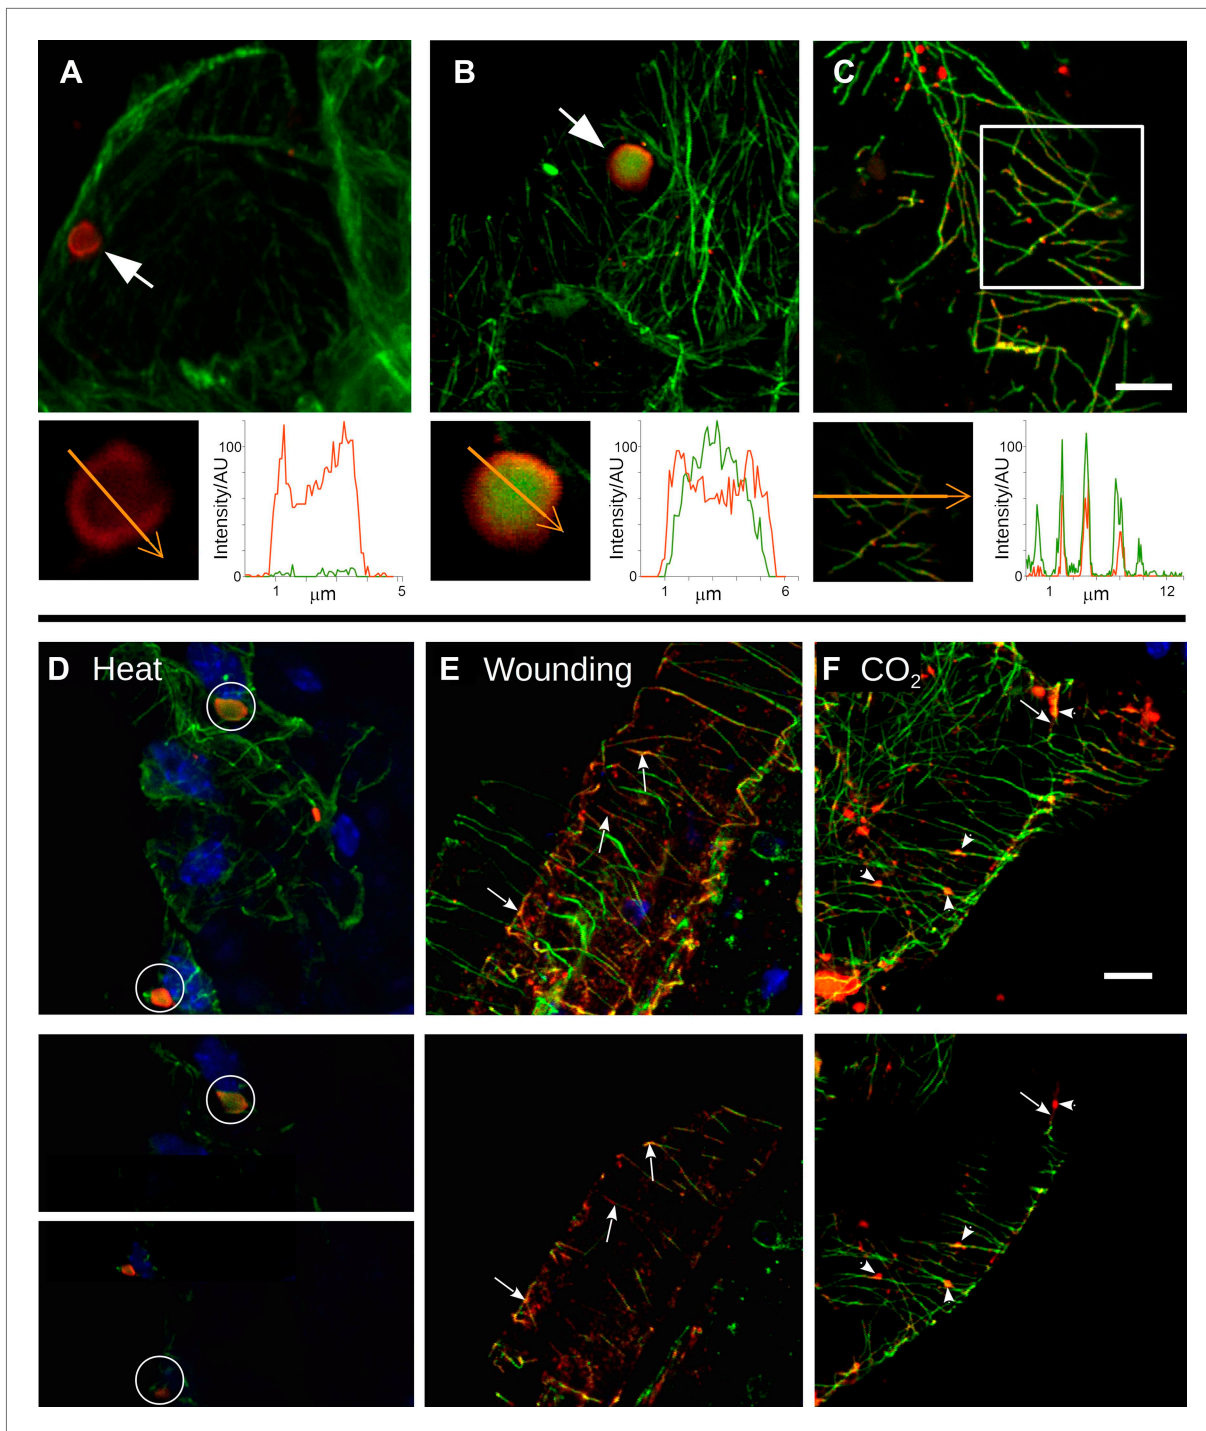 A
B
C
Intensity/AU
100
0
1
μm
5
Intensity/AU
100
0
1
μm
6
Intensity/AU
100
0
1
μm
12
D Heat
E Wounding
F CO₂